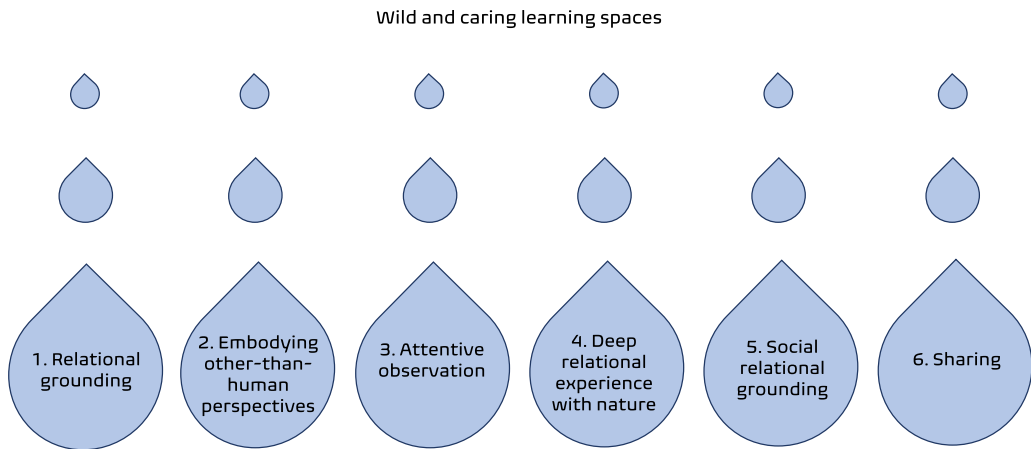 Wild and caring learning spaces
1. Relational
grounding
2. Embodying
other-than-
human
perspectives
3. Attentive
observation
4. Deep
relational
experience
with nature
5. Social
relational
grounding
6. Sharing